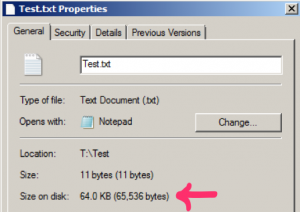 Test.txt Properties
General Security Details Previous Versions
Test.txt
Type of file: Text Document (.txt)
Opens with: Notepad Change...
Location: T:\Test
Size: 11 bytes (11 bytes)
Size on disk: 64.0 KB (65,536 bytes)